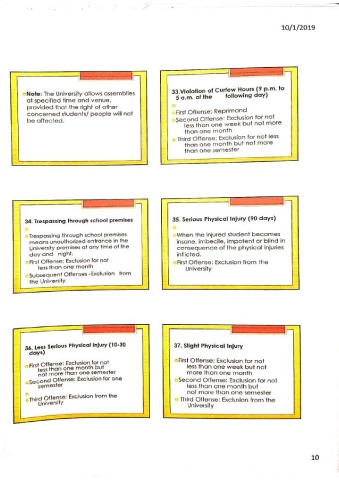 10/1/2019
Note: The University allows assemblies
at specified time and venue,
provided that the right of other
concerned students/ people will not
be affected.
33.Violation of Curfew Hours (9 p.m. to
5 a.m. of the following day)
First Offense: Reprimand
Second Offense: Exclusion for not
less than one week but not more
than one month
Third Offense: Exclusion for not less
than one month but not more
than one semester
34. Trespassing through school premises
Trespassing through school premises
means unauthorized entrance in the
University premises at any time of the
day and night.
First Offense: Exclusion for not
less than one month
Subsequent Offenses -Exclusion from
the University
35. Serious Physical Injury (90 days)
When the injured student becomes
insane, imbecile, impotent or blind in
consequence of the physical injuries
inflicted.
First Offense: Exclusion from the
University
36. Less Serious Physical Injury (10-30
days)
First Offense: Exclusion for not
less than one month but
not more than one semester
Second Offense: Exclusion for one
semester
Third Offense: Exclusion from the
University
37. Slight Physical Injury
First Offense: Exclusion for not
less than one week but not
more than one month
Second Offense: Exclusion for not
less than one month but
not more than one semester
Third Offense: Exclusion from the
University
10